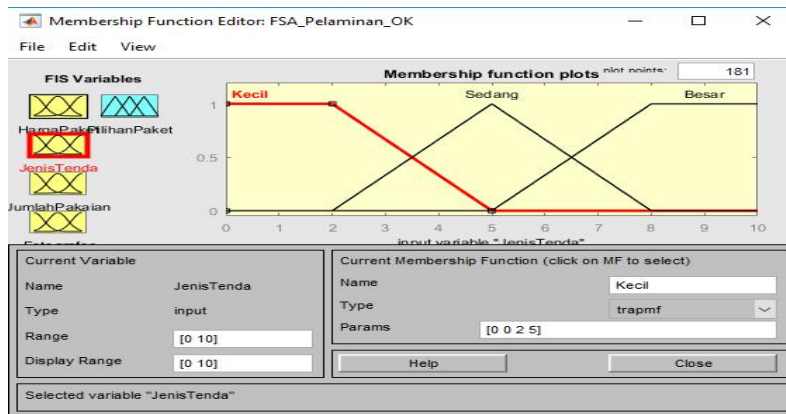 Membership Function Editor: FSA_Pelaminan_OK
File Edit View
FIS Variables
Membership function plots
plot points:
181
HargaPaket
PilihanPaket
JenisTenda
JumlahPakaian
Kecil
Sedang
Besar
1
0.5
0
0 1 2 3 4 5 6 7 8 9 10
input variable "JenisTenda"
Current Variable
Name JenisTenda
Type input
Range [0 10]
Display Range [0 10]
Current Membership Function (click on MF to select)
Name Kecil
Type trapmf
Params [0 0 2 5]
Help Close
Selected variable "JenisTenda"